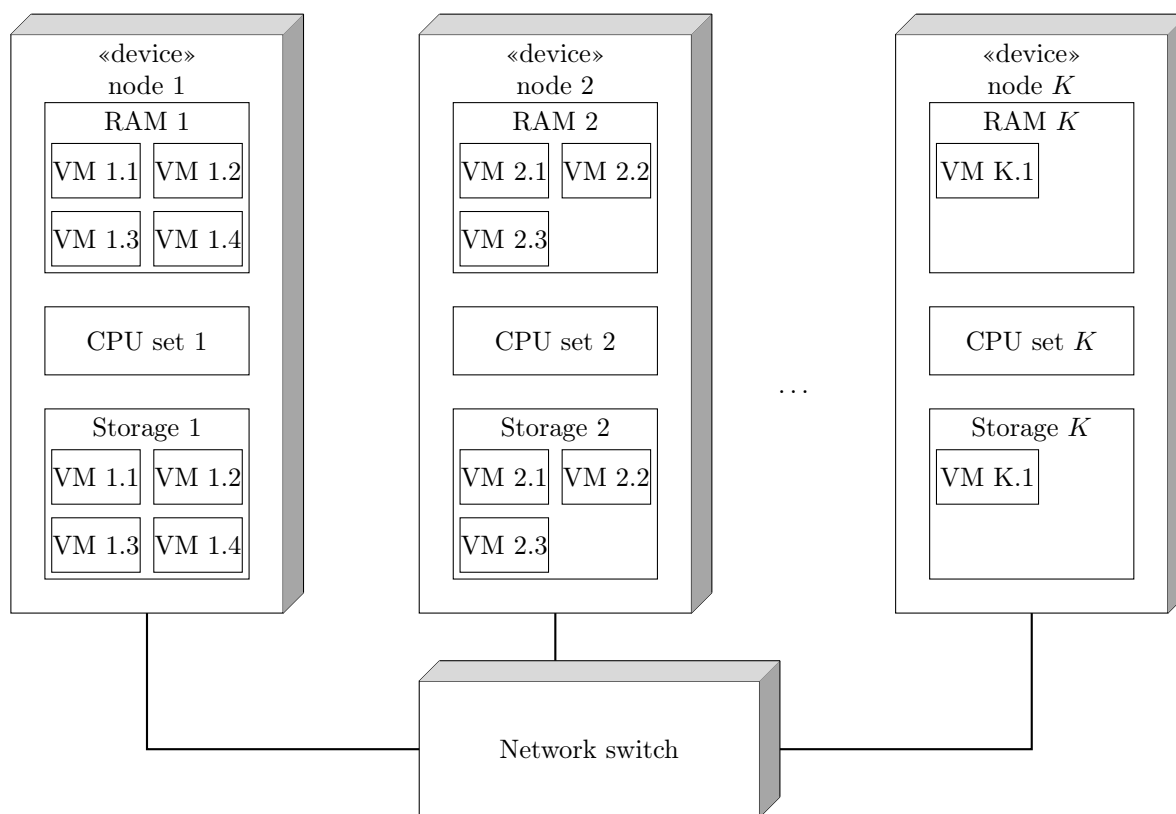 «device»
node 1
RAM 1
VM 1.1
VM 1.2
VM 1.3
VM 1.4
CPU set 1
Storage 1
VM 1.1
VM 1.2
VM 1.3
VM 1.4
«device»
node 2
RAM 2
VM 2.1
VM 2.2
VM 2.3
CPU set 2
Storage 2
VM 2.1
VM 2.2
VM 2.3
...
«device»
node K
RAM K
VM K.1
CPU set K
Storage K
VM K.1
Network switch